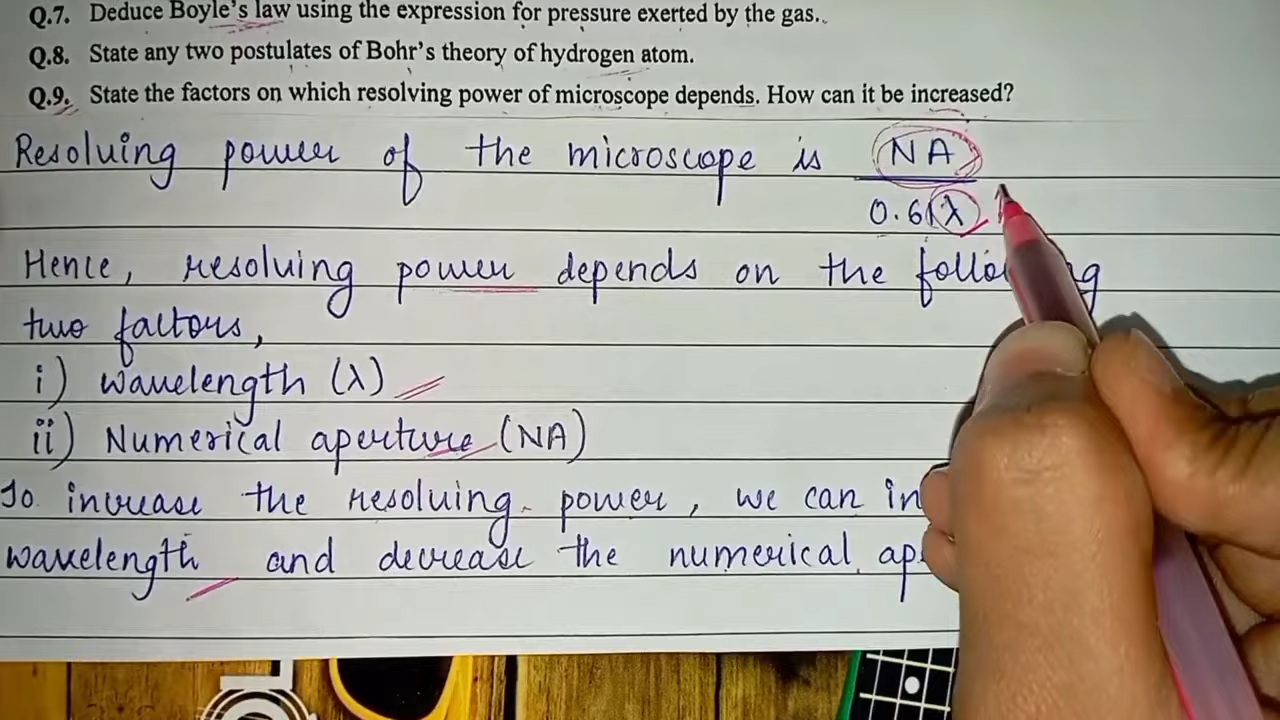 Q.7. Deduce Boyle's law using the expression for pressure exerted by the gas.
Q.8. State any two postulates of Bohr's theory of hydrogen atom.
Q.9. State the factors on which resolving power of microscope depends. How can it be increased?
Resolving power of the microscope is NA
0.61λ
Hence, resolving power depends on the
two factors,
i) wavelength (λ)
ii) Numerical aperture (NA)
To increase the resolving power, we can
wavelength and decrease the numerical